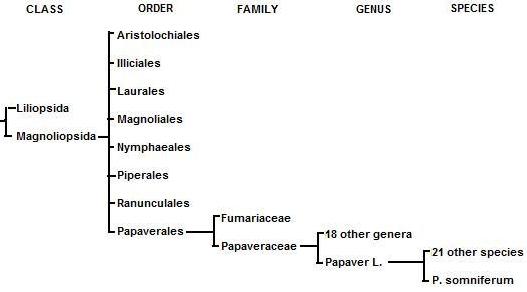 CLASS ORDER FAMILY GENUS SPECIES
Aristolochiales
Illiciales
Laurales
Liliopsida
Magnoliales
Magnoliopsida
Nymphaeales
Piperales
Ranunculales
Fumariaceae
Papaverales
18 other genera
Papaveraceae
21 other species
Papaver L.
P. somniferum